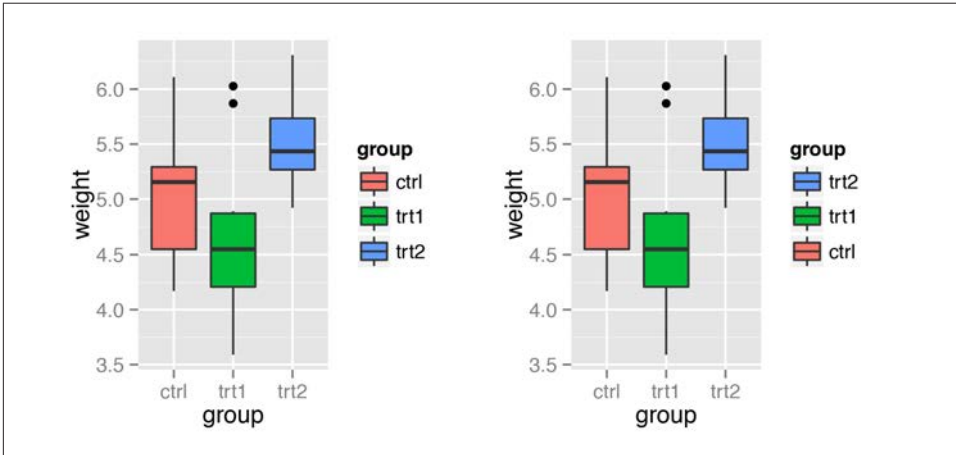 weight
6.0
5.5
5.0
4.5
4.0
3.5
ctrl trt1 trt2
group
group
ctrl
trt1
trt2
weight
6.0
5.5
5.0
4.5
4.0
3.5
ctrl trt1 trt2
group
group
trt2
trt1
ctrl